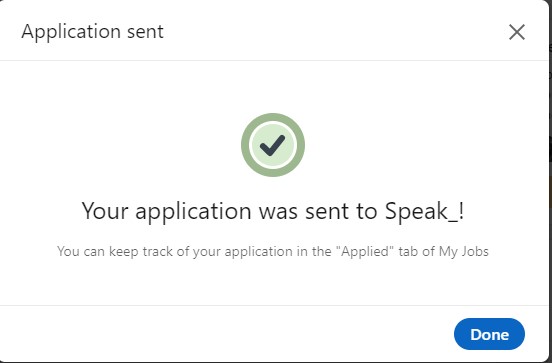 Application sent
Your application was sent to Speak_!
You can keep track of your application in the "Applied" tab of My Jobs
Done